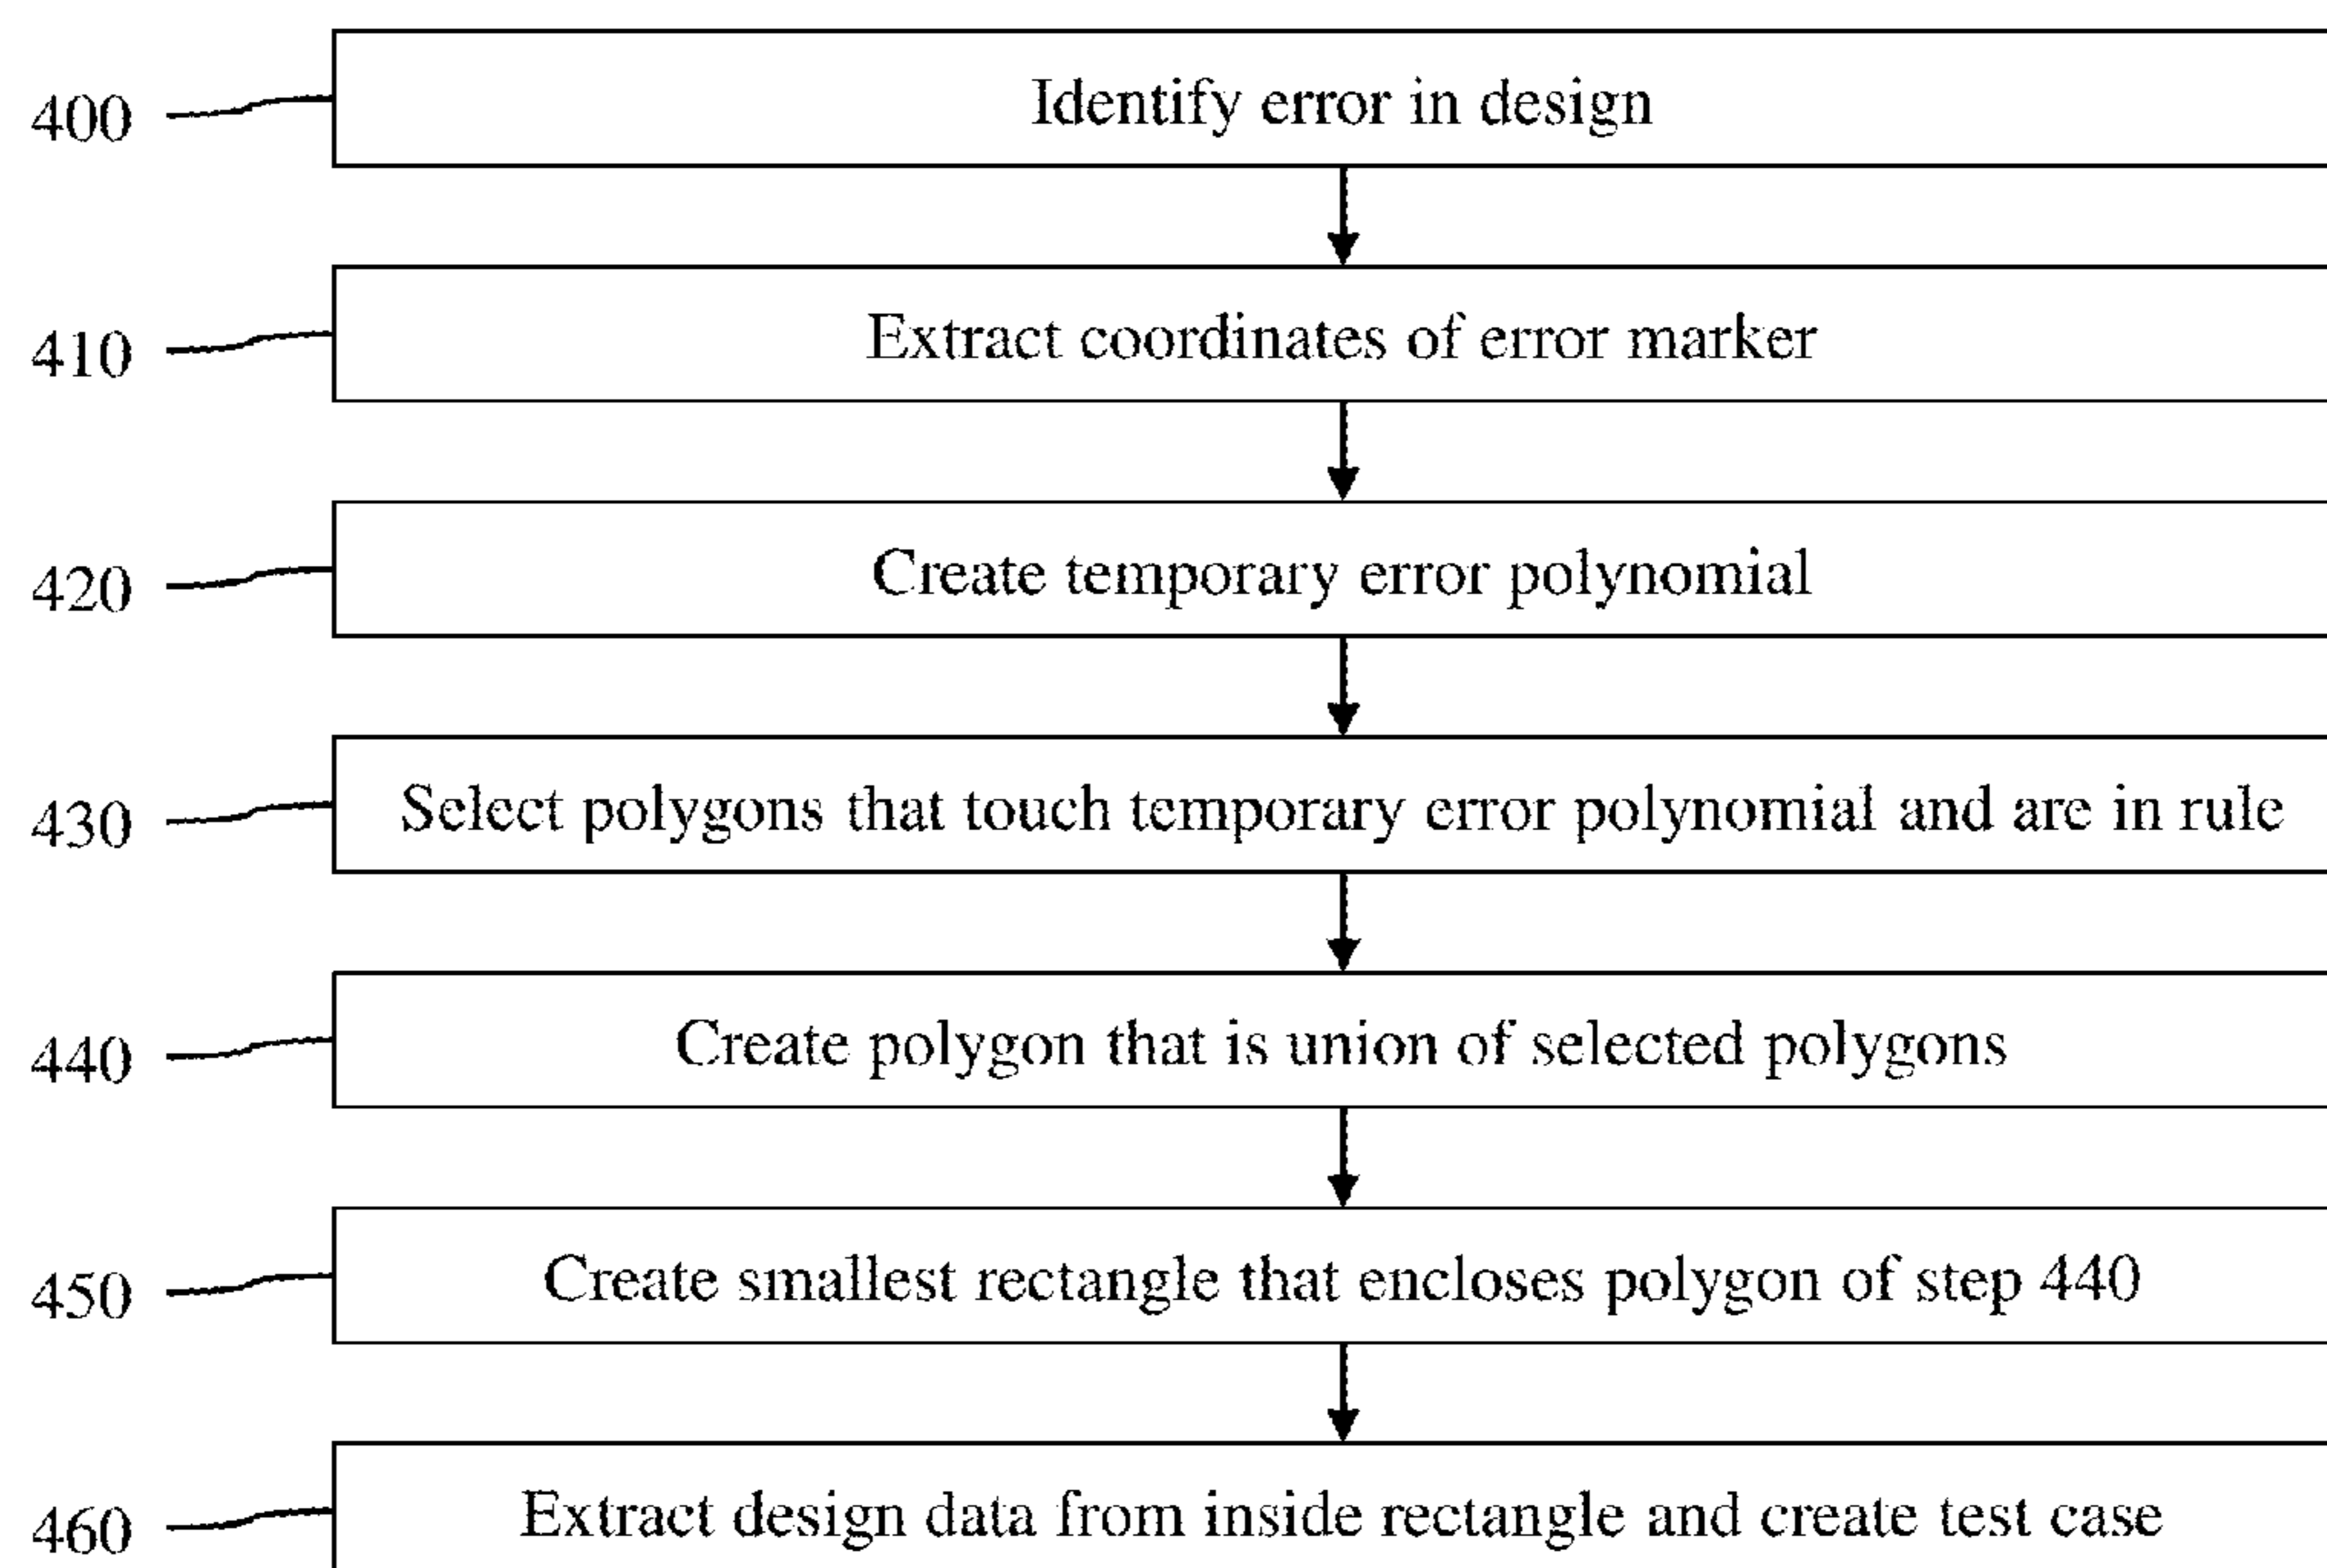 400 Identify error in design
410 Extract coordinates of error marker
420 Create temporary error polynomial
430 Select polygons that touch temporary error polynomial and are in rule
440 Create polygon that is union of selected polygons
450 Create smallest rectangle that encloses polygon of step 440
460 Extract design data from inside rectangle and create test case